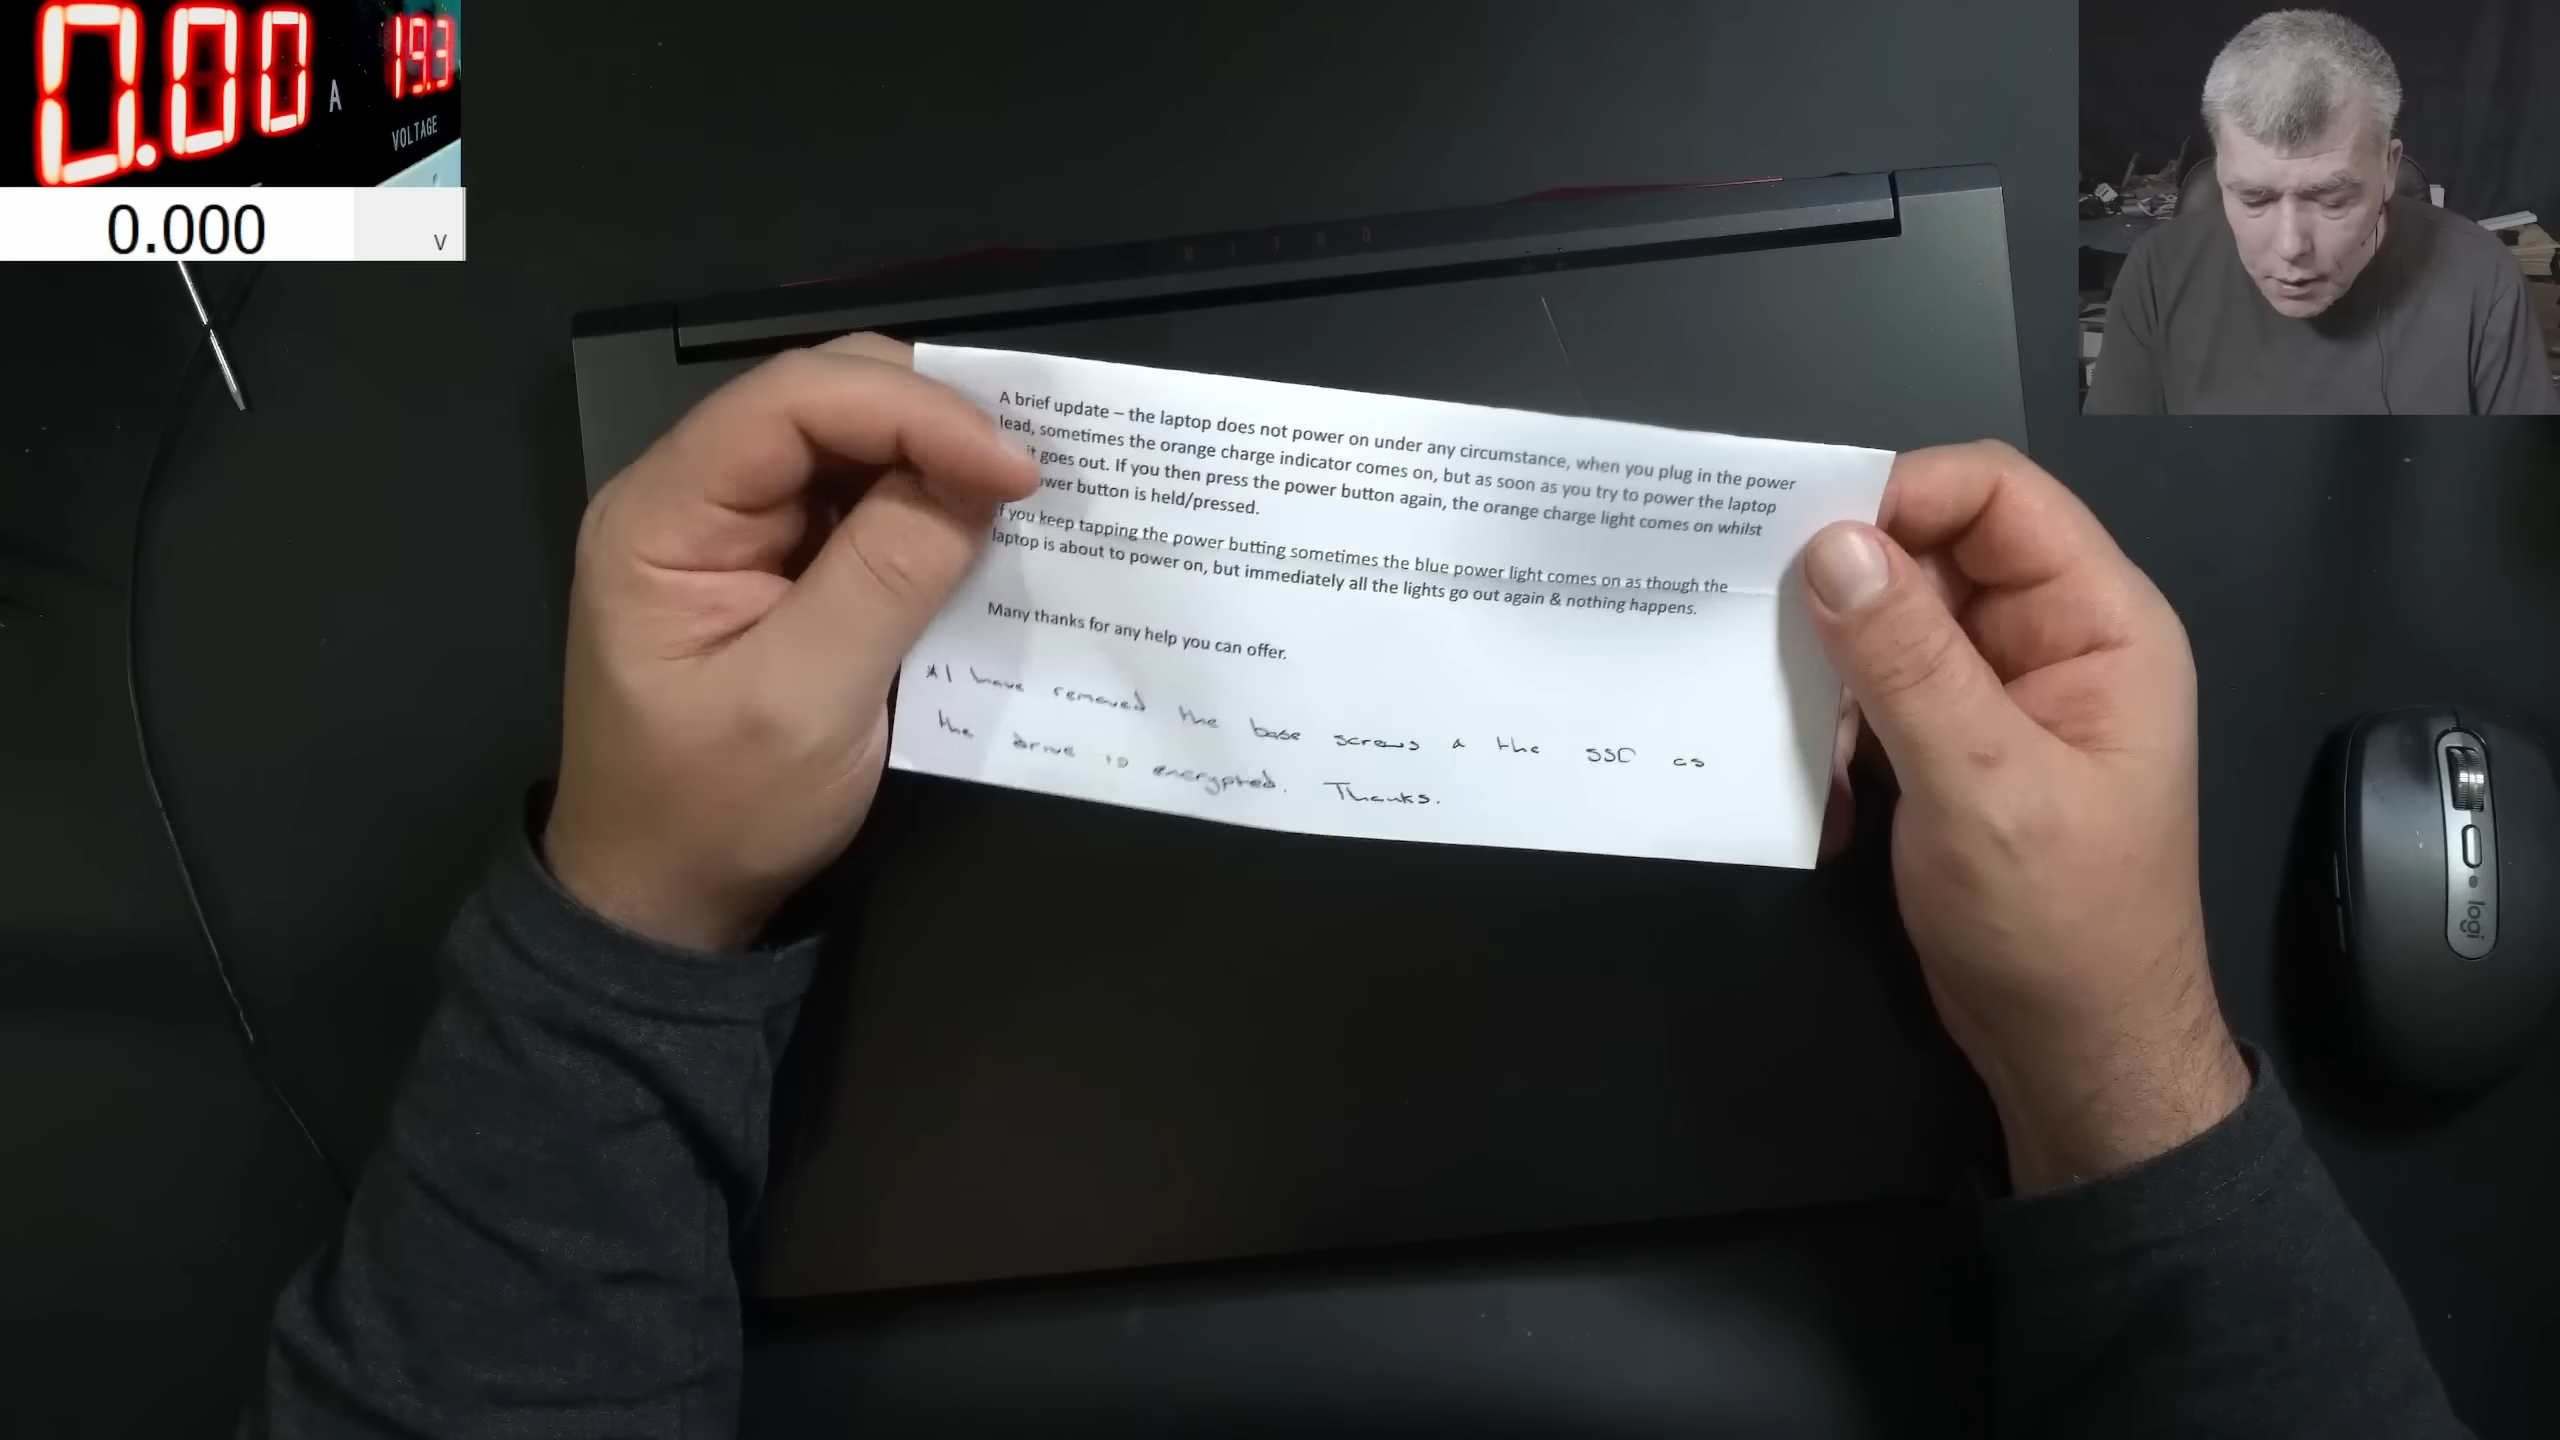 0.00 A 19.3
VOLTAGE
0.000 V
NITRO
A brief update – the laptop does not power on under any circumstance, when you plug in the power
lead, sometimes the orange charge indicator comes on, but as soon as you try to power the laptop
it goes out. If you then press the power button again, the orange charge light comes on whilst
power button is held/pressed.
If you keep tapping the power butting sometimes the blue power light comes on as though the
laptop is about to power on, but immediately all the lights go out again & nothing happens.
Many thanks for any help you can offer.
*I have removed the base screws & the SSD as
the drive is encrypted. Thanks.
logi